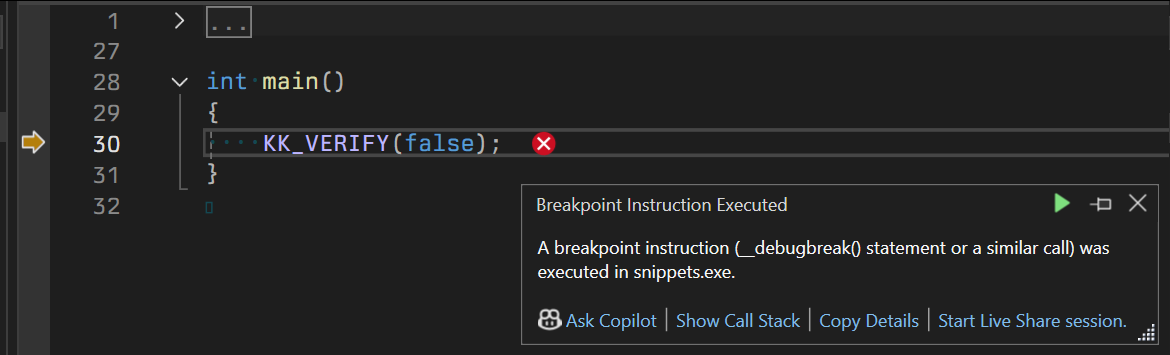 1 > ...
27
28 int main()
29 {
30 KK_VERIFY(false);
31 }
32
Breakpoint Instruction Executed
A breakpoint instruction (__debugbreak() statement or a similar call) was
executed in snippets.exe.
Ask Copilot | Show Call Stack | Copy Details | Start Live Share session.